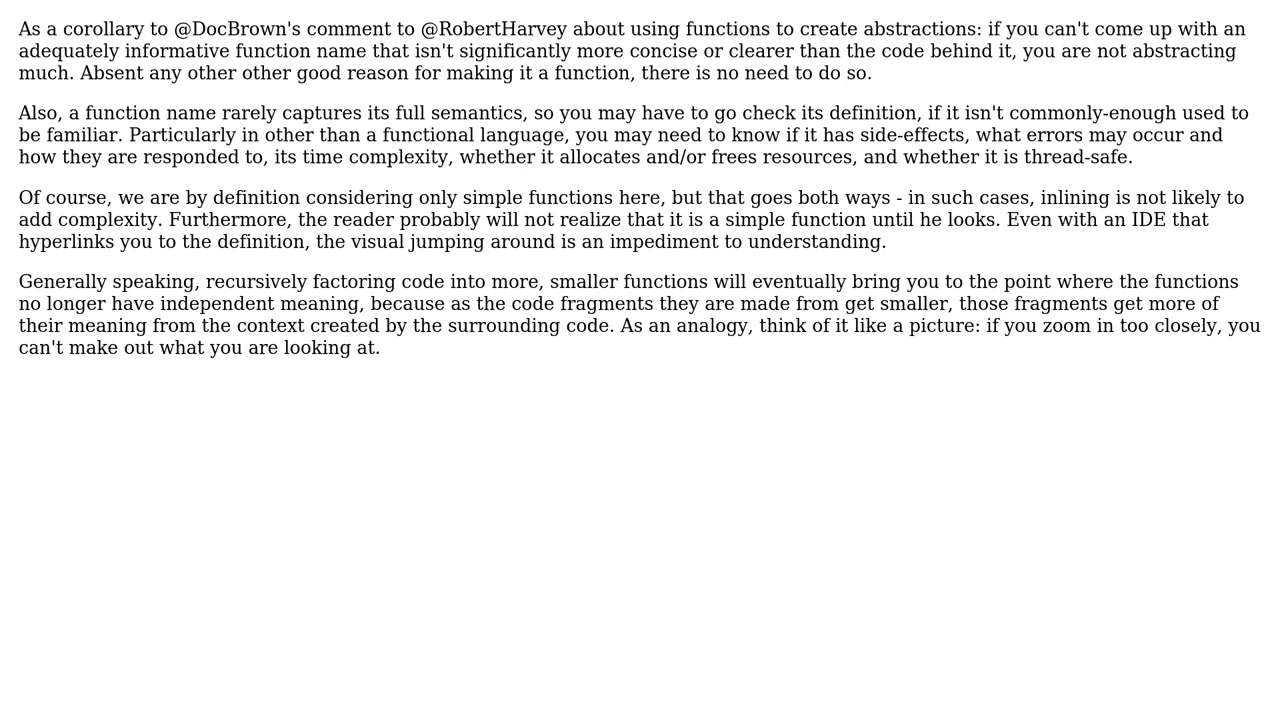 As a corollary to @DocBrown's comment to @RobertHarvey about using functions to create abstractions: if you can't come up with an
adequately informative function name that isn't significantly more concise or clearer than the code behind it, you are not abstracting
much. Absent any other other good reason for making it a function, there is no need to do so.
Also, a function name rarely captures its full semantics, so you may have to go check its definition, if it isn't commonly-enough used to
be familiar. Particularly in other than a functional language, you may need to know if it has side-effects, what errors may occur and
how they are responded to, its time complexity, whether it allocates and/or frees resources, and whether it is thread-safe.
Of course, we are by definition considering only simple functions here, but that goes both ways - in such cases, inlining is not likely to
add complexity. Furthermore, the reader probably will not realize that it is a simple function until he looks. Even with an IDE that
hyperlinks you to the definition, the visual jumping around is an impediment to understanding.
Generally speaking, recursively factoring code into more, smaller functions will eventually bring you to the point where the functions
no longer have independent meaning, because as the code fragments they are made from get smaller, those fragments get more of
their meaning from the context created by the surrounding code. As an analogy, think of it like a picture: if you zoom in too closely, you
can't make out what you are looking at.